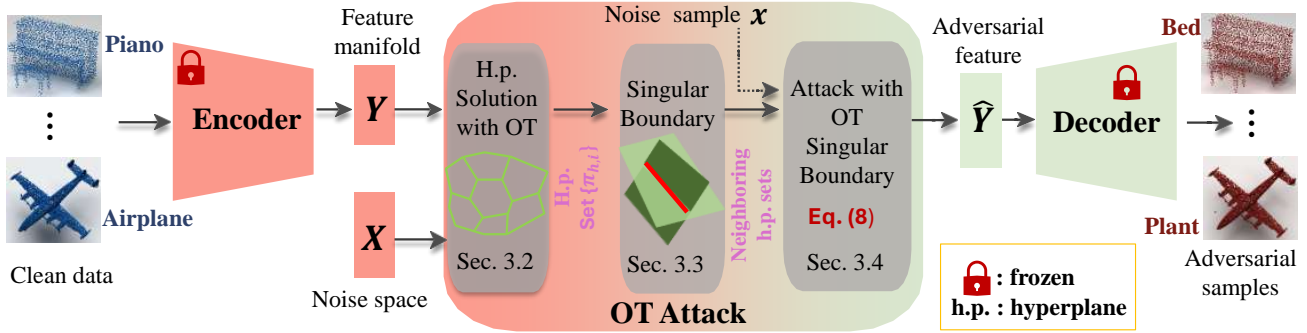 Piano
Airplane
Clean data
Encoder
Feature
manifold
Y
X
Noise space
H.p.
Solution
with OT
Sec. 3.2
H.p.
Set {π_{h,i}}
Singular
Boundary
Sec. 3.3
Neighboring
h.p. sets
Noise sample x
Attack with
OT
Singular
Boundary
Eq. (8)
Sec. 3.4
OT Attack
Adversarial
feature
Ŷ
Decoder
Bed
Plant
Adversarial
samples
: frozen
h.p. : hyperplane